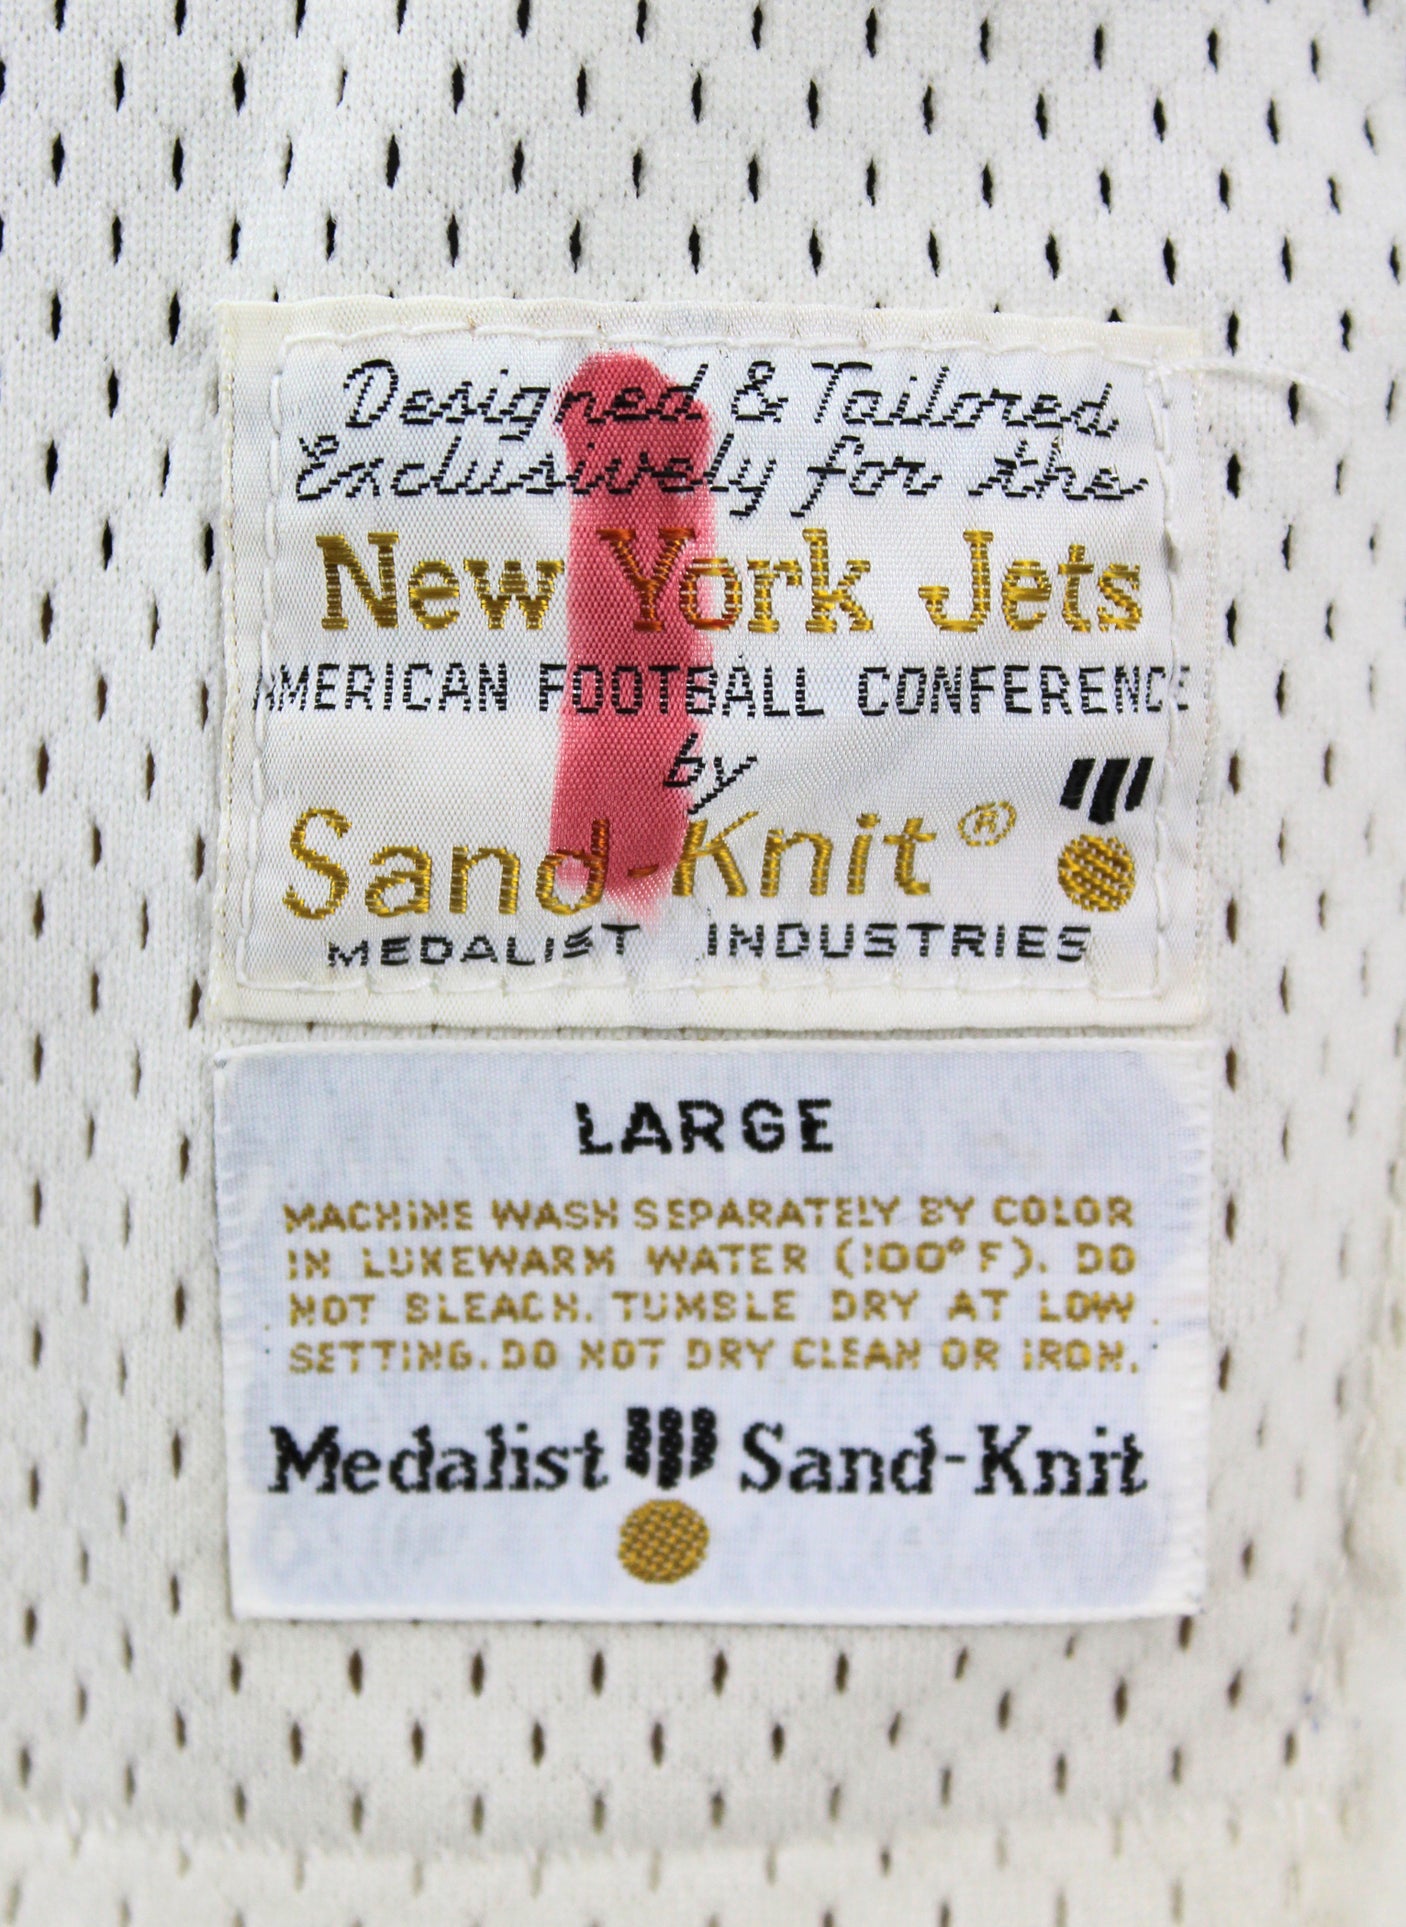 Designed & Tailored
Exclusively for the
New York Jets
AMERICAN FOOTBALL CONFERENCE
by
Sand-Knit ®
MEDALIST INDUSTRIES
LARGE
MACHINE WASH SEPARATELY BY COLOR
IN LUKEWARM WATER (100° F). DO
NOT BLEACH. TUMBLE DRY AT LOW
SETTING. DO NOT DRY CLEAN OR IRON.
Medalist Sand-Knit